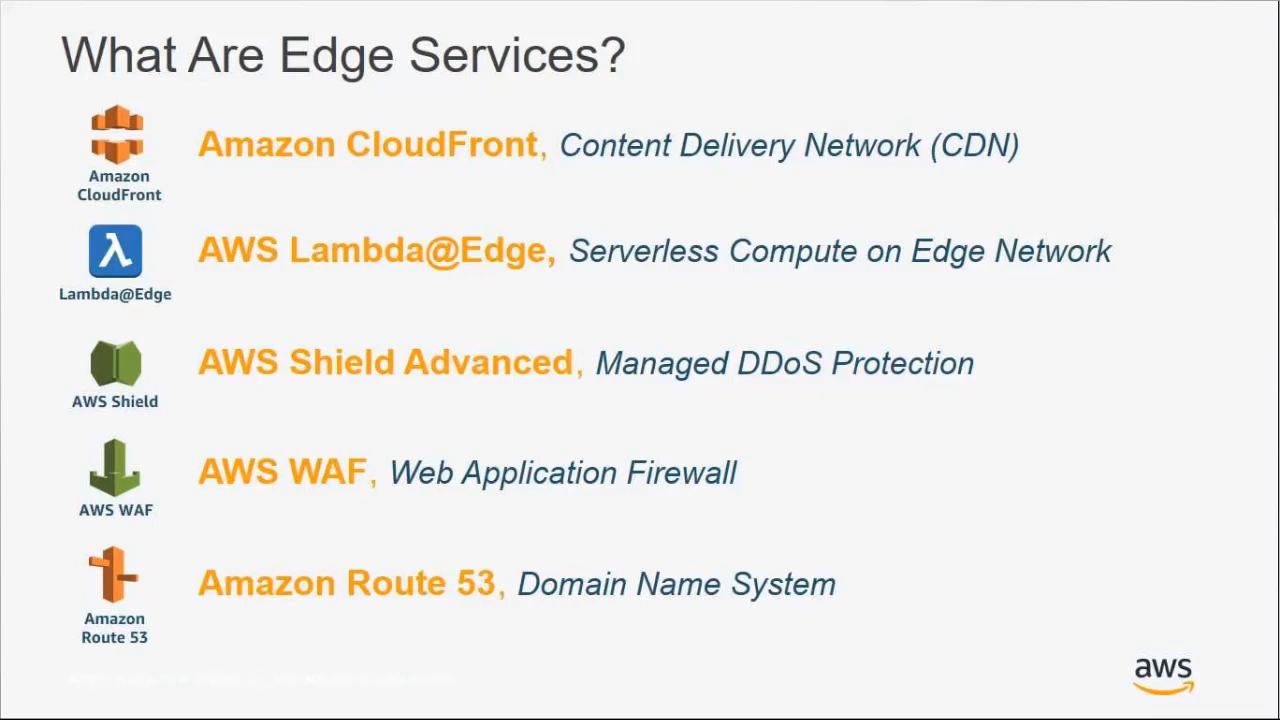 What Are Edge Services?
Amazon
CloudFront
Amazon CloudFront, Content Delivery Network (CDN)
Lambda@Edge
AWS Lambda@Edge, Serverless Compute on Edge Network
AWS Shield
AWS Shield Advanced, Managed DDoS Protection
AWS WAF
AWS WAF, Web Application Firewall
Amazon
Route 53
Amazon Route 53, Domain Name System
aws